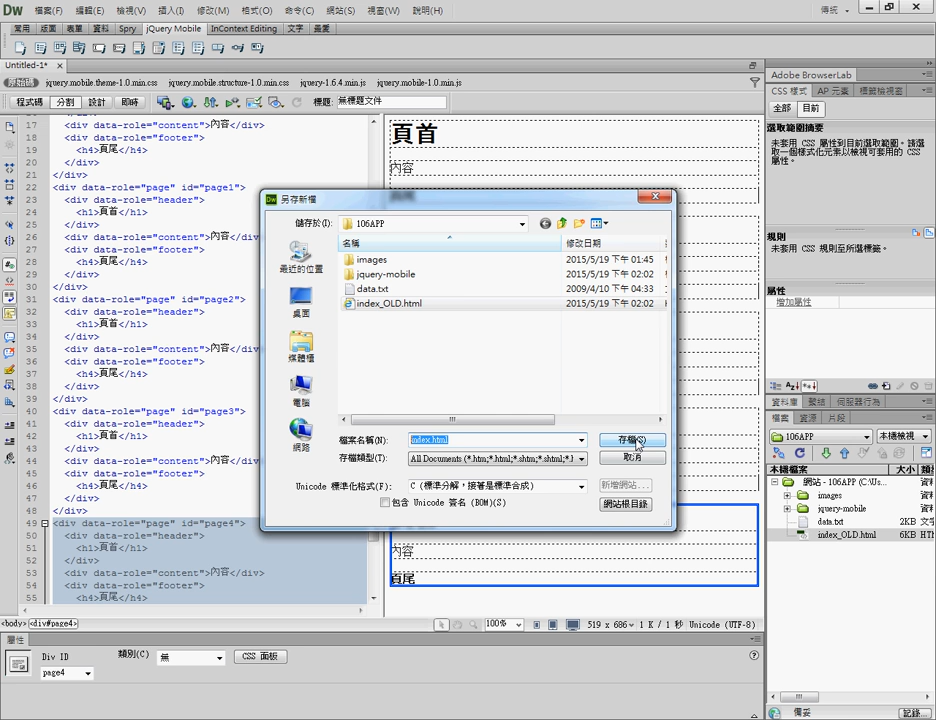 Dw 檔案(F) 編輯(E) 檢視(V) 插入(I) 修改(M) 格式(O) 命令(C) 網站(S) 視窗(W) 說明(H) 傳統
常用 版面 表單 資料 Spry jQuery Mobile InContext Editing 文字 最愛
Untitled-1*
原始碼 jquery.mobile.theme-1.0.min.css jquery.mobile.structure-1.0.min.css jquery-1.6.4.min.js jquery.mobile-1.0.min.js
程式碼 分割 設計 即時 標題: 無標題文件
17 <div data-role="content">內容</div>
18 <div data-role="footer">
19 <h4>頁尾</h4>
20 </div>
21 </div>
22 <div data-role="page" id="page1">
23 <div data-role="header">
24 <h1>頁首</h1>
25 </div>
26 <div data-role="content">內容</div>
27 <div data-role="footer">
28 <h4>頁尾</h4>
29 </div>
30 </div>
31 <div data-role="page" id="page2">
32 <div data-role="header">
33 <h1>頁首</h1>
34 </div>
35 <div data-role="content">內容</div>
36 <div data-role="footer">
37 <h4>頁尾</h4>
38 </div>
39 </div>
40 <div data-role="page" id="page3">
41 <div data-role="header">
42 <h1>頁首</h1>
43 </div>
44 <div data-role="content">內容</div>
45 <div data-role="footer">
46 <h4>頁尾</h4>
47 </div>
48 </div>
49 <div data-role="page" id="page4">
50 <div data-role="header">
51 <h1>頁首</h1>
52 </div>
53 <div data-role="content">內容</div>
54 <div data-role="footer">
55 <h4>頁尾</h4>
頁首
內容
頁尾
內容
頁尾
另存新檔
儲存於(I): 106APP
名稱 修改日期
images 2015/5/19 下午 01:45
jquery-mobile 2015/5/19 下午 02:02
data.txt 2009/4/10 下午 04:33
index_OLD.html 2015/5/19 下午 02:02
最近的位置
桌面
媒體櫃
電腦
網路
檔案名稱(N): index.html 存檔(S)
檔案類型(T): All Documents (*.htm;*.html;*.shtm;*.shtml;*.l 取消
Unicode 標準化格式(F): C (標準分解，接著是標準合成) 新增網站...
包含 Unicode 簽名 (BOM)(S) 網站根目錄
<body> <div#page4> 100% 519 x 686 1 K / 1 秒 Unicode (UTF-8)
屬性
Div ID 類別(C) 無 CSS 面板
page4
Adobe BrowserLab
CSS 樣式 AP 元素 標籤檢視窗
全部 目前
選取範圍摘要
未套用 CSS 屬性到目前選取範圍。請選
取一個樣式化元素以檢視可套用的 CSS
屬性。
規則
未套用 CSS 規則至所選標籤。
屬性
增加屬性
資料庫 繫結 伺服器行為
檔案 資源 片段
106APP 本機檢視
本機檔案 大小 類
網站 - 106APP (C:\Us... 資料
images 資料
jquery-mobile 資料
data.txt 2KB 文字
index_OLD.html 6KB HTM
備妥 記錄...